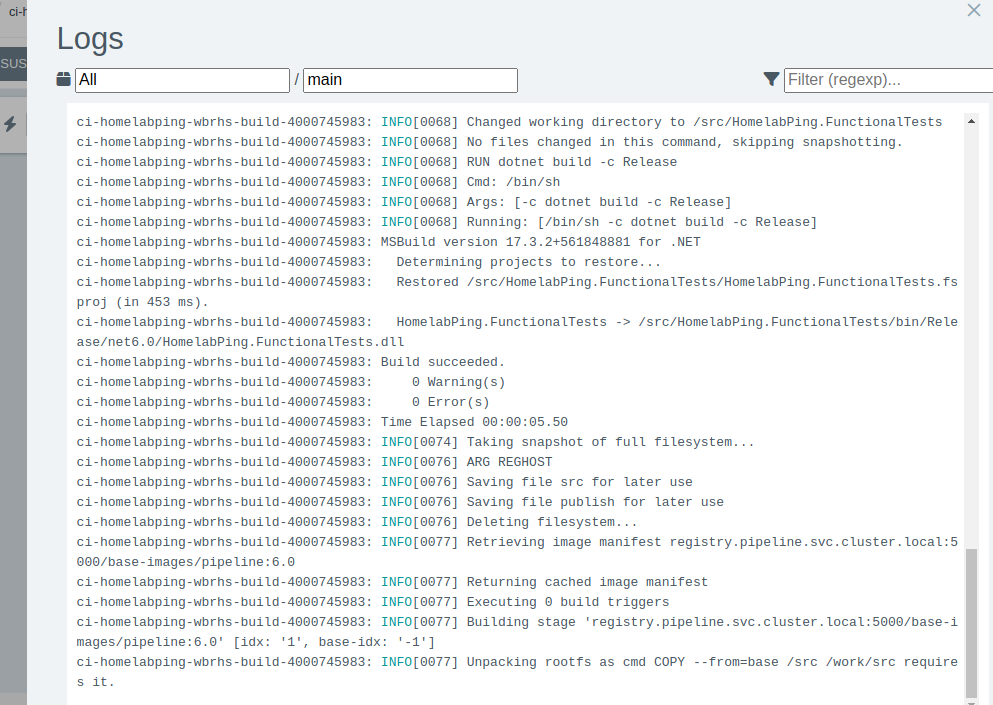 ci-h
Logs
SUS
All / main Filter (regexp)...
ci-homelabping-wbrhs-build-4000745983: INFO[0068] Changed working directory to /src/HomelabPing.FunctionalTests
ci-homelabping-wbrhs-build-4000745983: INFO[0068] No files changed in this command, skipping snapshotting.
ci-homelabping-wbrhs-build-4000745983: INFO[0068] RUN dotnet build -c Release
ci-homelabping-wbrhs-build-4000745983: INFO[0068] Cmd: /bin/sh
ci-homelabping-wbrhs-build-4000745983: INFO[0068] Args: [-c dotnet build -c Release]
ci-homelabping-wbrhs-build-4000745983: INFO[0068] Running: [/bin/sh -c dotnet build -c Release]
ci-homelabping-wbrhs-build-4000745983: MSBuild version 17.3.2+561848881 for .NET
ci-homelabping-wbrhs-build-4000745983:   Determining projects to restore...
ci-homelabping-wbrhs-build-4000745983:   Restored /src/HomelabPing.FunctionalTests/HomelabPing.FunctionalTests.fs
proj (in 453 ms).
ci-homelabping-wbrhs-build-4000745983:   HomelabPing.FunctionalTests -> /src/HomelabPing.FunctionalTests/bin/Rele
ase/net6.0/HomelabPing.FunctionalTests.dll
ci-homelabping-wbrhs-build-4000745983: Build succeeded.
ci-homelabping-wbrhs-build-4000745983:     0 Warning(s)
ci-homelabping-wbrhs-build-4000745983:     0 Error(s)
ci-homelabping-wbrhs-build-4000745983: Time Elapsed 00:00:05.50
ci-homelabping-wbrhs-build-4000745983: INFO[0074] Taking snapshot of full filesystem...
ci-homelabping-wbrhs-build-4000745983: INFO[0076] ARG REGHOST
ci-homelabping-wbrhs-build-4000745983: INFO[0076] Saving file src for later use
ci-homelabping-wbrhs-build-4000745983: INFO[0076] Saving file publish for later use
ci-homelabping-wbrhs-build-4000745983: INFO[0076] Deleting filesystem...
ci-homelabping-wbrhs-build-4000745983: INFO[0077] Retrieving image manifest registry.pipeline.svc.cluster.local:5
000/base-images/pipeline:6.0
ci-homelabping-wbrhs-build-4000745983: INFO[0077] Returning cached image manifest
ci-homelabping-wbrhs-build-4000745983: INFO[0077] Executing 0 build triggers
ci-homelabping-wbrhs-build-4000745983: INFO[0077] Building stage 'registry.pipeline.svc.cluster.local:5000/base-i
mages/pipeline:6.0' [idx: '1', base-idx: '-1']
ci-homelabping-wbrhs-build-4000745983: INFO[0077] Unpacking rootfs as cmd COPY --from=base /src /work/src require
s it.